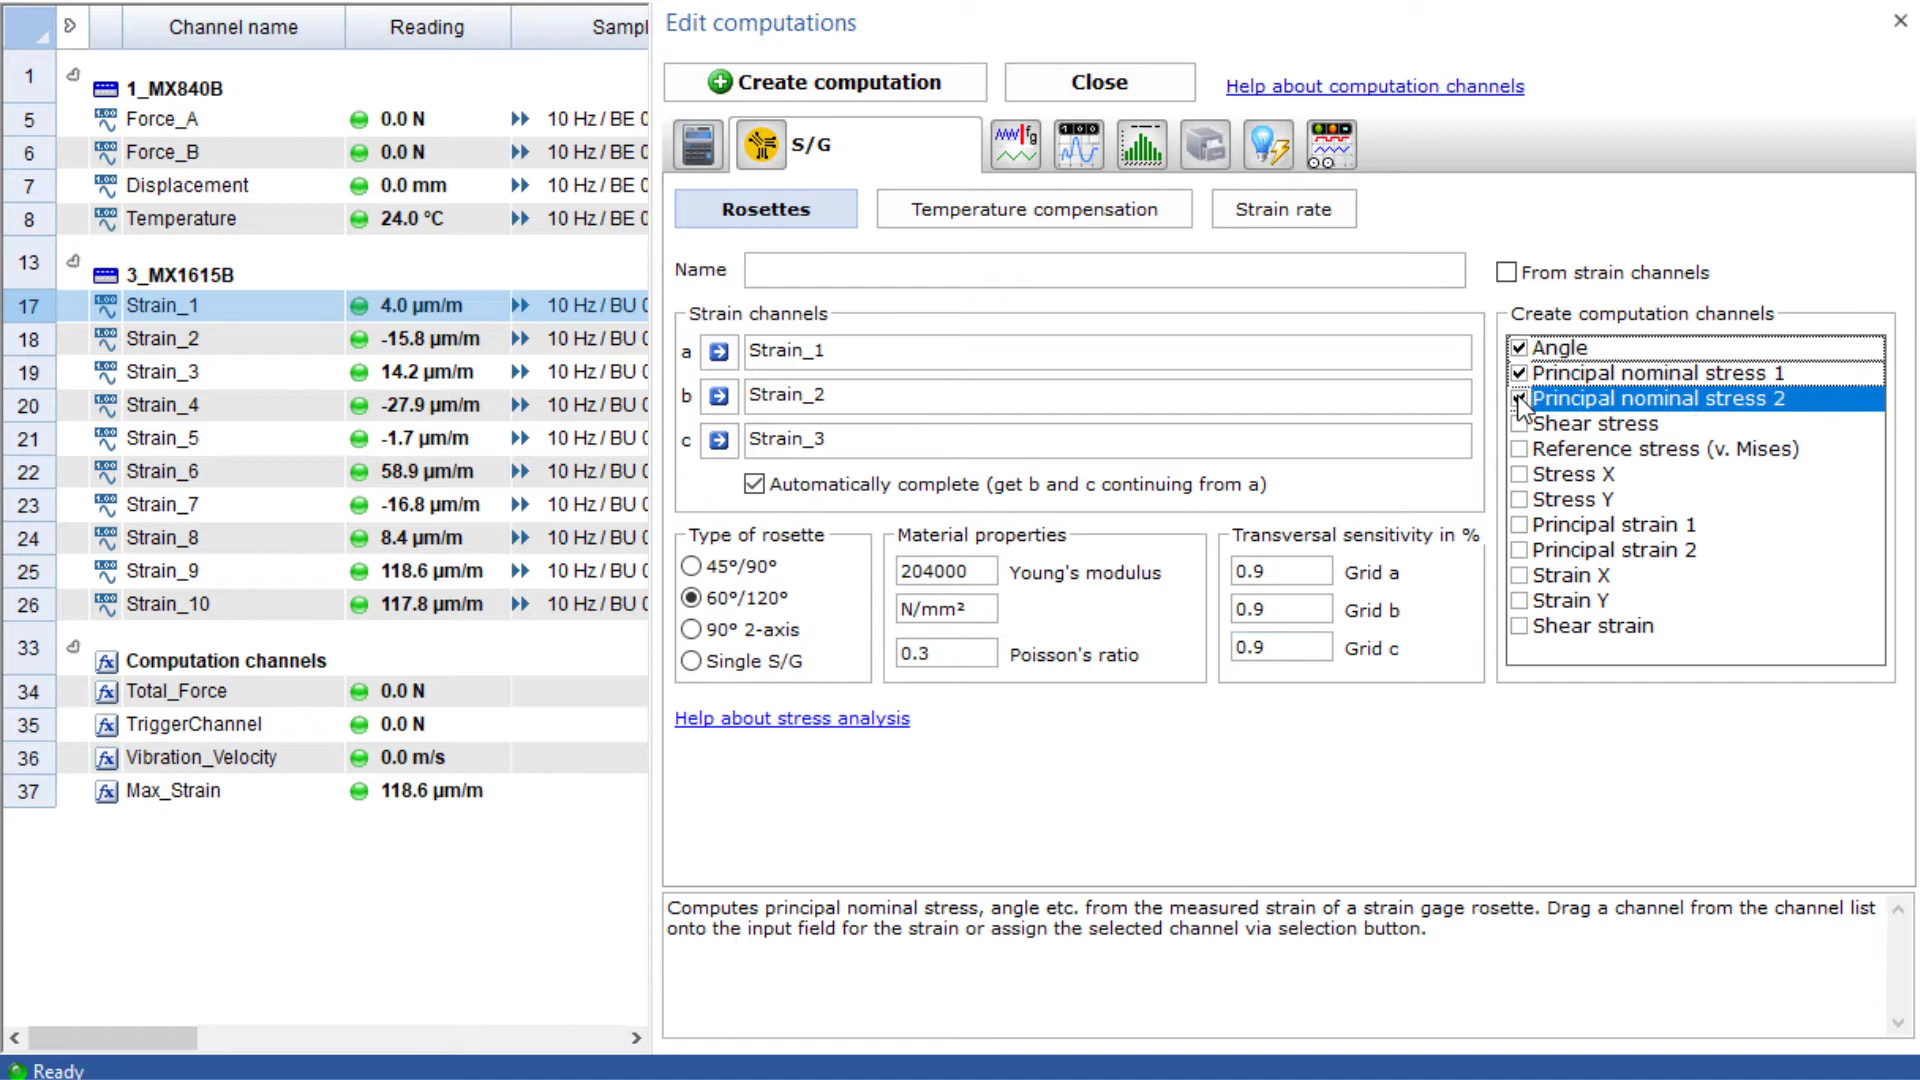 Channel name Reading Sampl
1 1_MX840B
5 Force_A 0.0 N 10 Hz / BE 0
6 Force_B 0.0 N 10 Hz / BE 0
7 Displacement 0.0 mm 10 Hz / BE 0
8 Temperature 24.0 °C 10 Hz / BE 0
13 3_MX1615B
17 Strain_1 4.0 µm/m 10 Hz / BU 0
18 Strain_2 -15.8 µm/m 10 Hz / BU 0
19 Strain_3 14.2 µm/m 10 Hz / BU 0
20 Strain_4 -27.9 µm/m 10 Hz / BU 0
21 Strain_5 -1.7 µm/m 10 Hz / BU 0
22 Strain_6 58.9 µm/m 10 Hz / BU 0
23 Strain_7 -16.8 µm/m 10 Hz / BU 0
24 Strain_8 8.4 µm/m 10 Hz / BU 0
25 Strain_9 118.6 µm/m 10 Hz / BU 0
26 Strain_10 117.8 µm/m 10 Hz / BU 0
33 Computation channels
34 Total_Force 0.0 N
35 TriggerChannel 0.0 N
36 Vibration_Velocity 0.0 m/s
37 Max_Strain 118.6 µm/m
Ready
Edit computations
Create computation Close Help about computation channels
S/G
Rosettes Temperature compensation Strain rate
Name From strain channels
Strain channels
a Strain_1
b Strain_2
c Strain_3
Automatically complete (get b and c continuing from a)
Create computation channels
Angle
Principal nominal stress 1
Principal nominal stress 2
Shear stress
Reference stress (v. Mises)
Stress X
Stress Y
Principal strain 1
Principal strain 2
Strain X
Strain Y
Shear strain
Type of rosette
45°/90°
60°/120°
90° 2-axis
Single S/G
Material properties
204000 Young's modulus
N/mm²
0.3 Poisson's ratio
Transversal sensitivity in %
0.9 Grid a
0.9 Grid b
0.9 Grid c
Help about stress analysis
Computes principal nominal stress, angle etc. from the measured strain of a strain gage rosette. Drag a channel from the channel list
onto the input field for the strain or assign the selected channel via selection button.